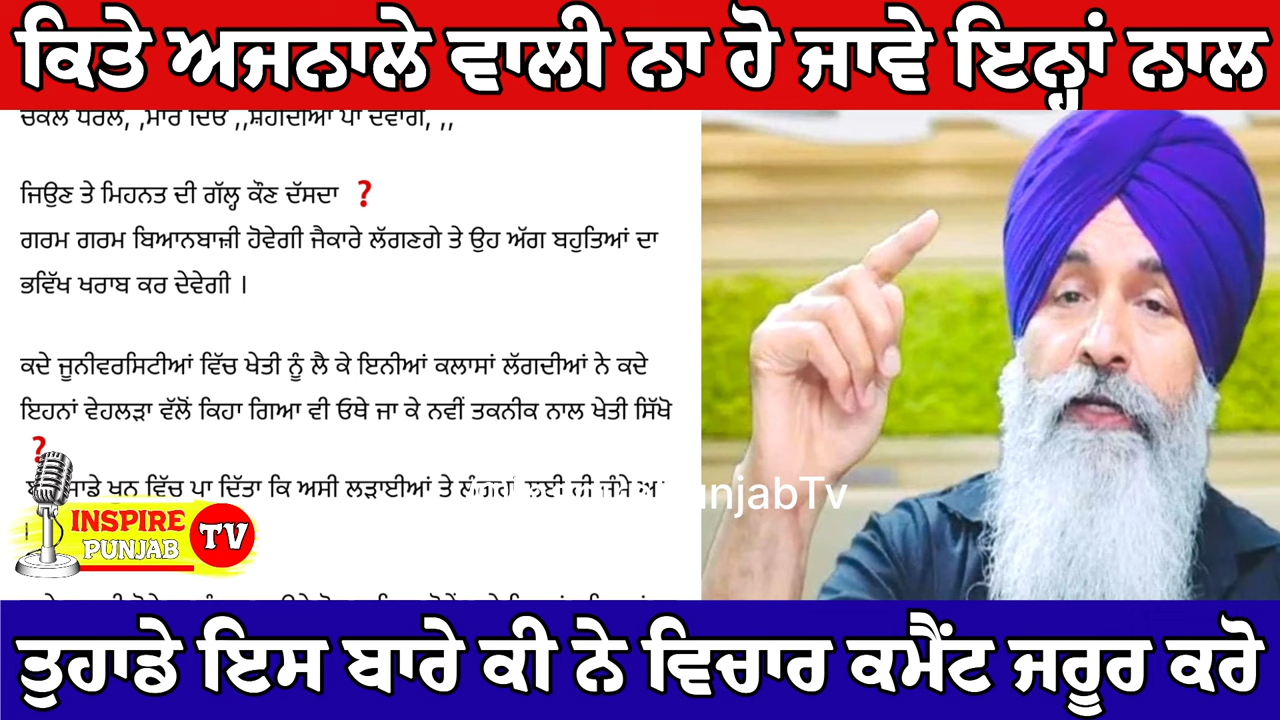 ਕਿਤੇ ਅਜਨਾਲੇ ਵਾਲੀ ਨਾ ਹੋ ਜਾਵੇ ਇਨ੍ਹਾਂ ਨਾਲ
ਜਿਉਣ ਤੇ ਮਿਹਨਤ ਦੀ ਗੱਲ੍ਹ ਕੌਣ ਦੱਸਦਾ ❓
ਗਰਮ ਗਰਮ ਬਿਆਨਬਾਜ਼ੀ ਹੋਵੇਗੀ ਜੈਕਾਰੇ ਲੱਗਣਗੇ ਤੇ ਉਹ ਅੱਗ ਬਹੁਤਿਆਂ ਦਾ
ਭਵਿੱਖ ਖਰਾਬ ਕਰ ਦੇਵੇਗੀ ।
ਕਦੇ ਜੂਨੀਵਰਸਿਟੀਆਂ ਵਿੱਚ ਖੇਤੀ ਨੂੰ ਲੈ ਕੇ ਇਨੀਆਂ ਕਲਾਸਾਂ ਲੱਗਦੀਆਂ ਨੇ ਕਦੇ
ਇਹਨਾਂ ਵੇਹਲੜਾ ਵੱਲੋਂ ਕਿਹਾ ਗਿਆ ਵੀ ਓਥੇ ਜਾ ਕੇ ਨਵੀਂ ਤਕਨੀਕ ਨਾਲ ਖੇਤੀ ਸਿੱਖੋ
❓
ਸਾਡੇ ਖੂਨ ਵਿੱਚ ਪਾ ਦਿੱਤਾ ਕਿ ਅਸੀ ਲੜਾਈਆਂ ਤੇ
INSPIRE
PUNJAB
TV
ਤੁਹਾਡੇ ਇਸ ਬਾਰੇ ਕੀ ਨੇ ਵਿਚਾਰ ਕਮੈਂਟ ਜਰੂਰ ਕਰੋ